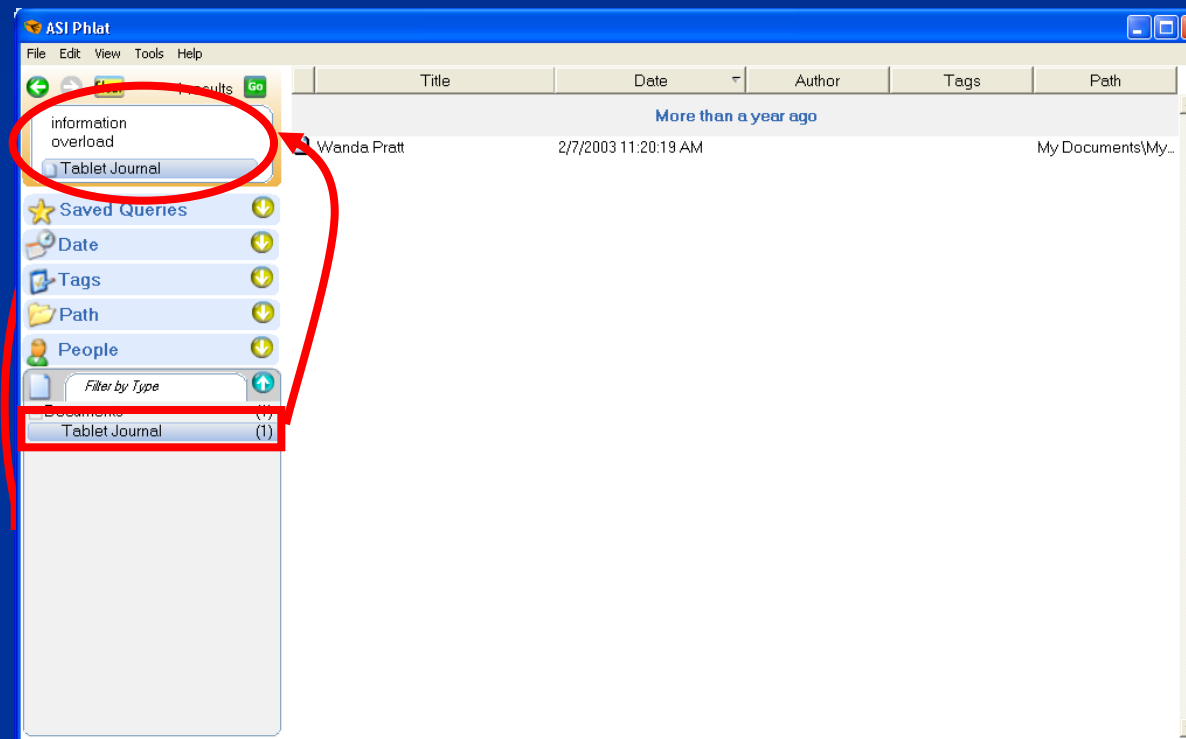 ASI Phlat
File Edit View Tools Help
Go
information
overload
Tablet Journal
Saved Queries
Date
Tags
Path
People
Filter by Type
Documents (1)
Tablet Journal (1)
Title Date Author Tags Path
More than a year ago
Wanda Pratt 2/7/2003 11:20:19 AM My Documents\My...